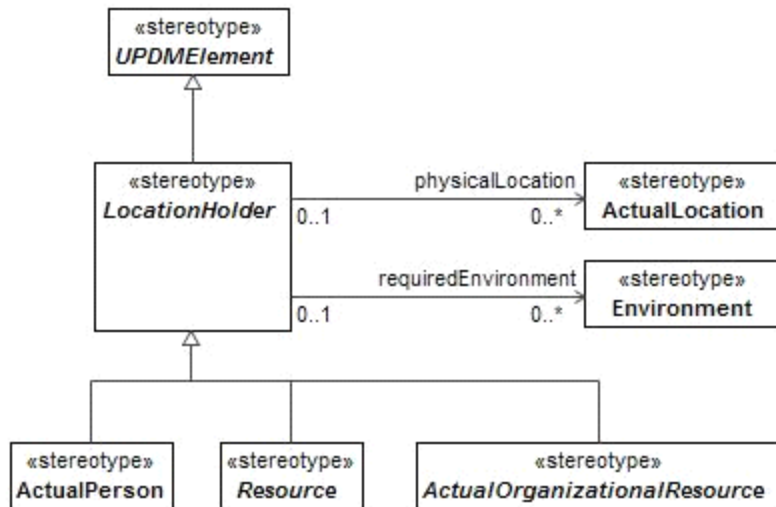 «stereotype»
UPDMElement
«stereotype»
LocationHolder
physicalLocation
0..1
0..*
«stereotype»
ActualLocation
requiredEnvironment
0..1
0..*
«stereotype»
Environment
«stereotype»
ActualPerson
«stereotype»
Resource
«stereotype»
ActualOrganizationalResource